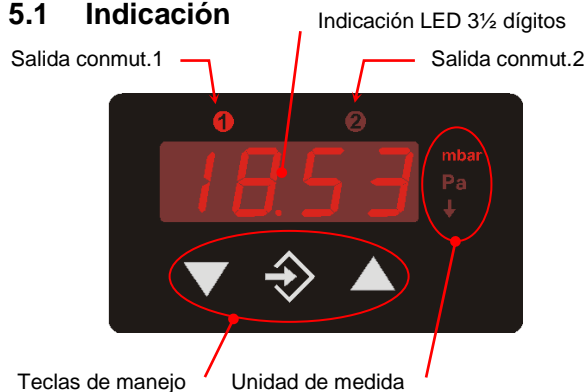 5.1 Indicación
Indicación LED 3½ dígitos
Salida conmut.1
Salida conmut.2
1
2
18.53
mbar
Pa
Teclas de manejo
Unidad de medida